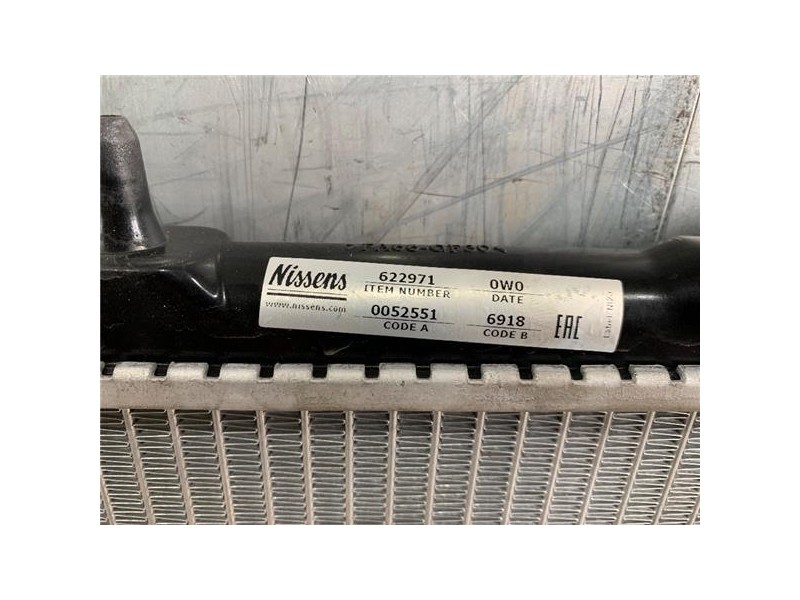 Nissens
www.nissens.com
622971
ITEM NUMBER
0W0
DATE
0052551
CODE A
6918
CODE B
EAC